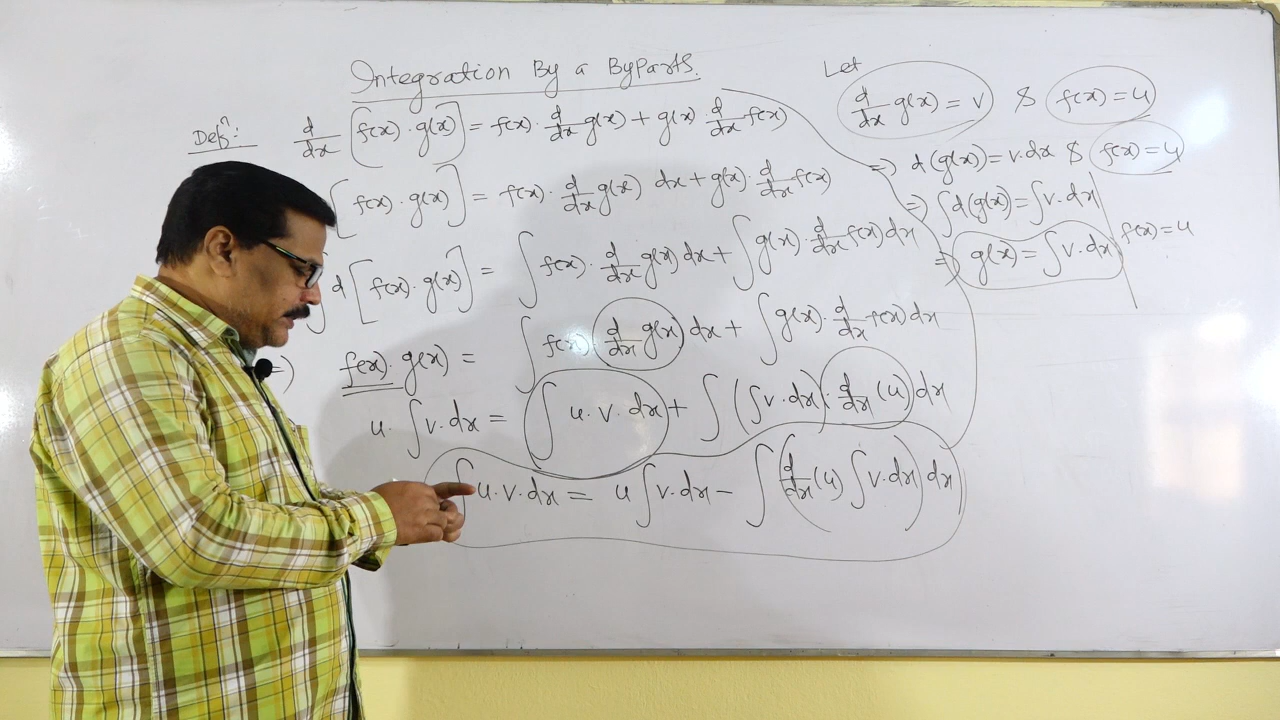 Integration By a ByParts.
Defⁿ: d/dx [f(x) · g(x)] = f(x) · d/dx g(x) + g(x) · d/dx f(x)
[f(x) · g(x)] = f(x) · d/dx g(x) dx + g(x) · d/dx f(x)
∫ d [f(x) · g(x)] = ∫ f(x) · d/dx g(x) dx + ∫ g(x) · d/dx f(x) dx
=) f(x) · g(x) = ∫ f(x) · d/dx g(x) dx + ∫ g(x) · d/dx f(x) dx
u · ∫ v · dx = ∫ u · v · dx + ∫ (∫ v · dx) · d/dx (u) dx
∫ u · v · dx = u ∫ v · dx − ∫ (d/dx (u) ∫ v · dx) dx
Let
d/dx g(x) = v & f(x) = u
=> d(g(x)) = v · dx & f(x) = u
=> ∫ d(g(x)) = ∫ v · dx
=> g(x) = ∫ v · dx | f(x) = u